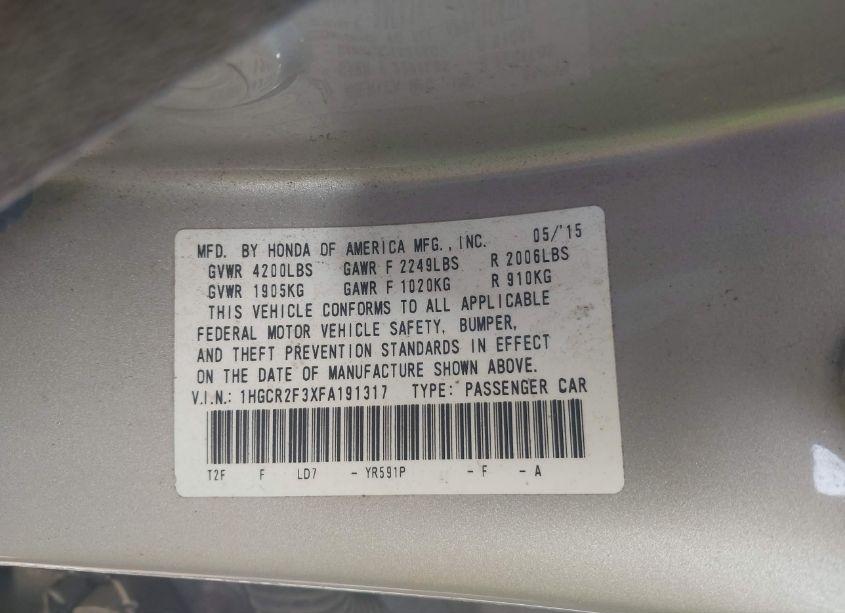 MFD. BY HONDA OF AMERICA MFG., INC. 05/'15
GVWR 4200LBS GAWR F 2249LBS R 2006LBS
GVWR 1905KG GAWR F 1020KG R 910KG
THIS VEHICLE CONFORMS TO ALL APPLICABLE
FEDERAL MOTOR VEHICLE SAFETY, BUMPER,
AND THEFT PREVENTION STANDARDS IN EFFECT
ON THE DATE OF MANUFACTURE SHOWN ABOVE.
V.I.N.: 1HGCR2F3XFA191317 TYPE: PASSENGER CAR
T2F F LD7 - YR591P - F - A